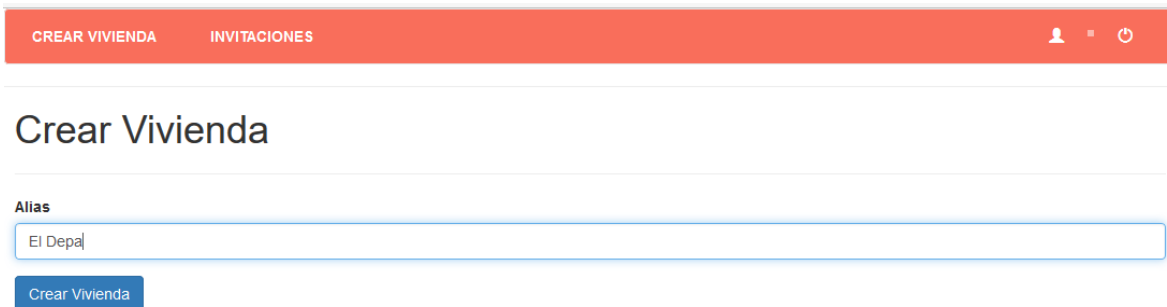 CREAR VIVIENDA INVITACIONES
Crear Vivienda
Alias
El Depa
Crear Vivienda